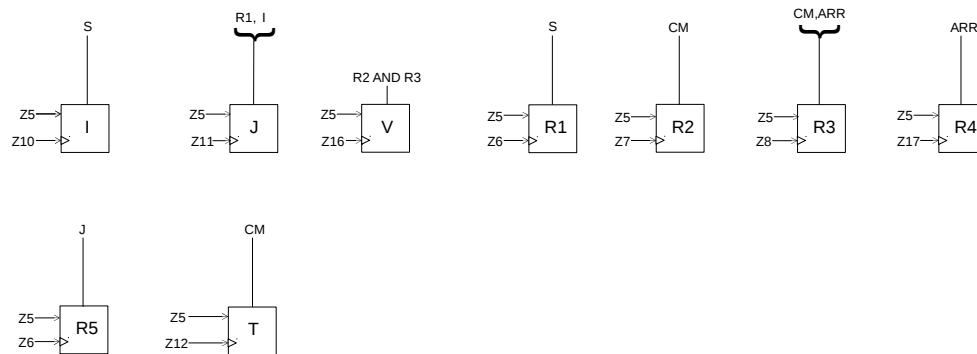 S
R1, I
S
CM
CM,ARR
ARR
R2 AND R3
Z5
I
Z10
Z5
J
Z11
Z5
V
Z16
Z5
R1
Z6
Z5
R2
Z7
Z5
R3
Z8
Z5
R4
Z17
J
CM
Z5
R5
Z6
Z5
T
Z12